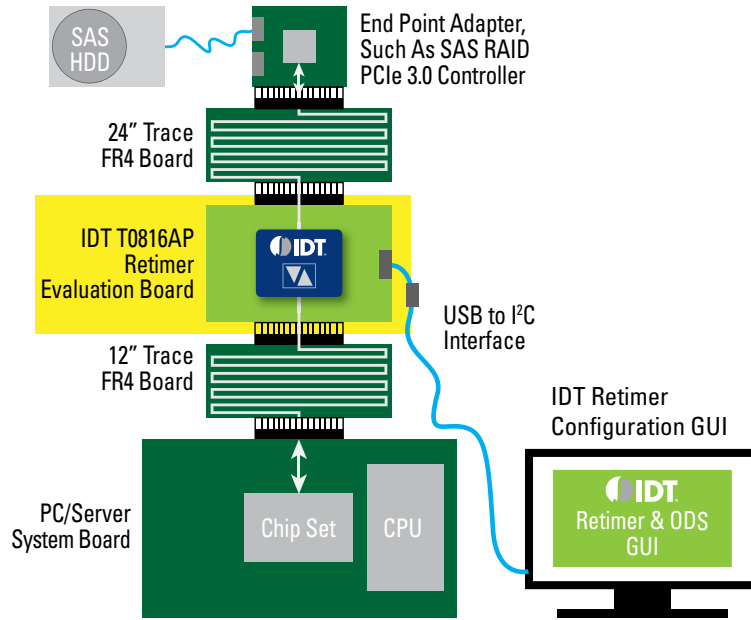 SAS
HDD
End Point Adapter,
Such As SAS RAID
PCIe 3.0 Controller
24” Trace
FR4 Board
IDT T0816AP
Retimer
Evaluation Board
IDT.
USB to I²C
Interface
12” Trace
FR4 Board
IDT Retimer
Configuration GUI
PC/Server
System Board
Chip Set
CPU
IDT.
Retimer & ODS
GUI